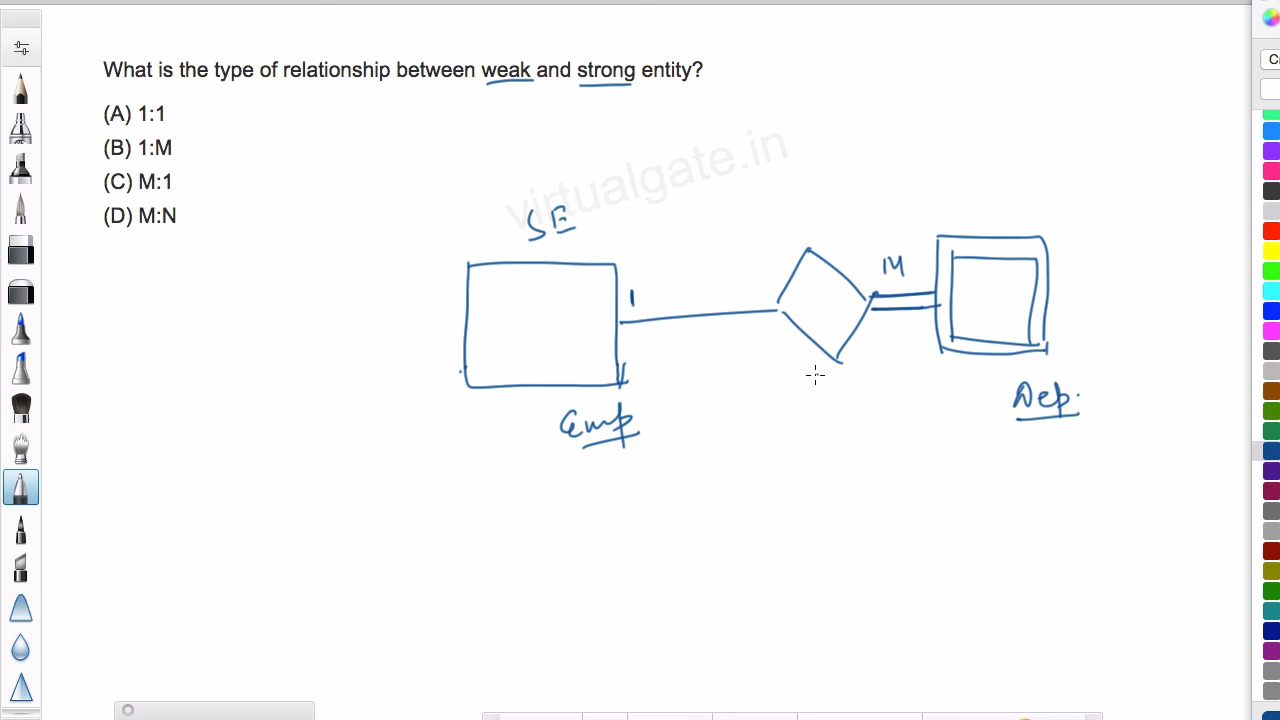 What is the type of relationship between weak and strong entity?
(A) 1:1
(B) 1:M
(C) M:1
(D) M:N
virtualgate.in
SE
1
M
Dep.
Emp
C